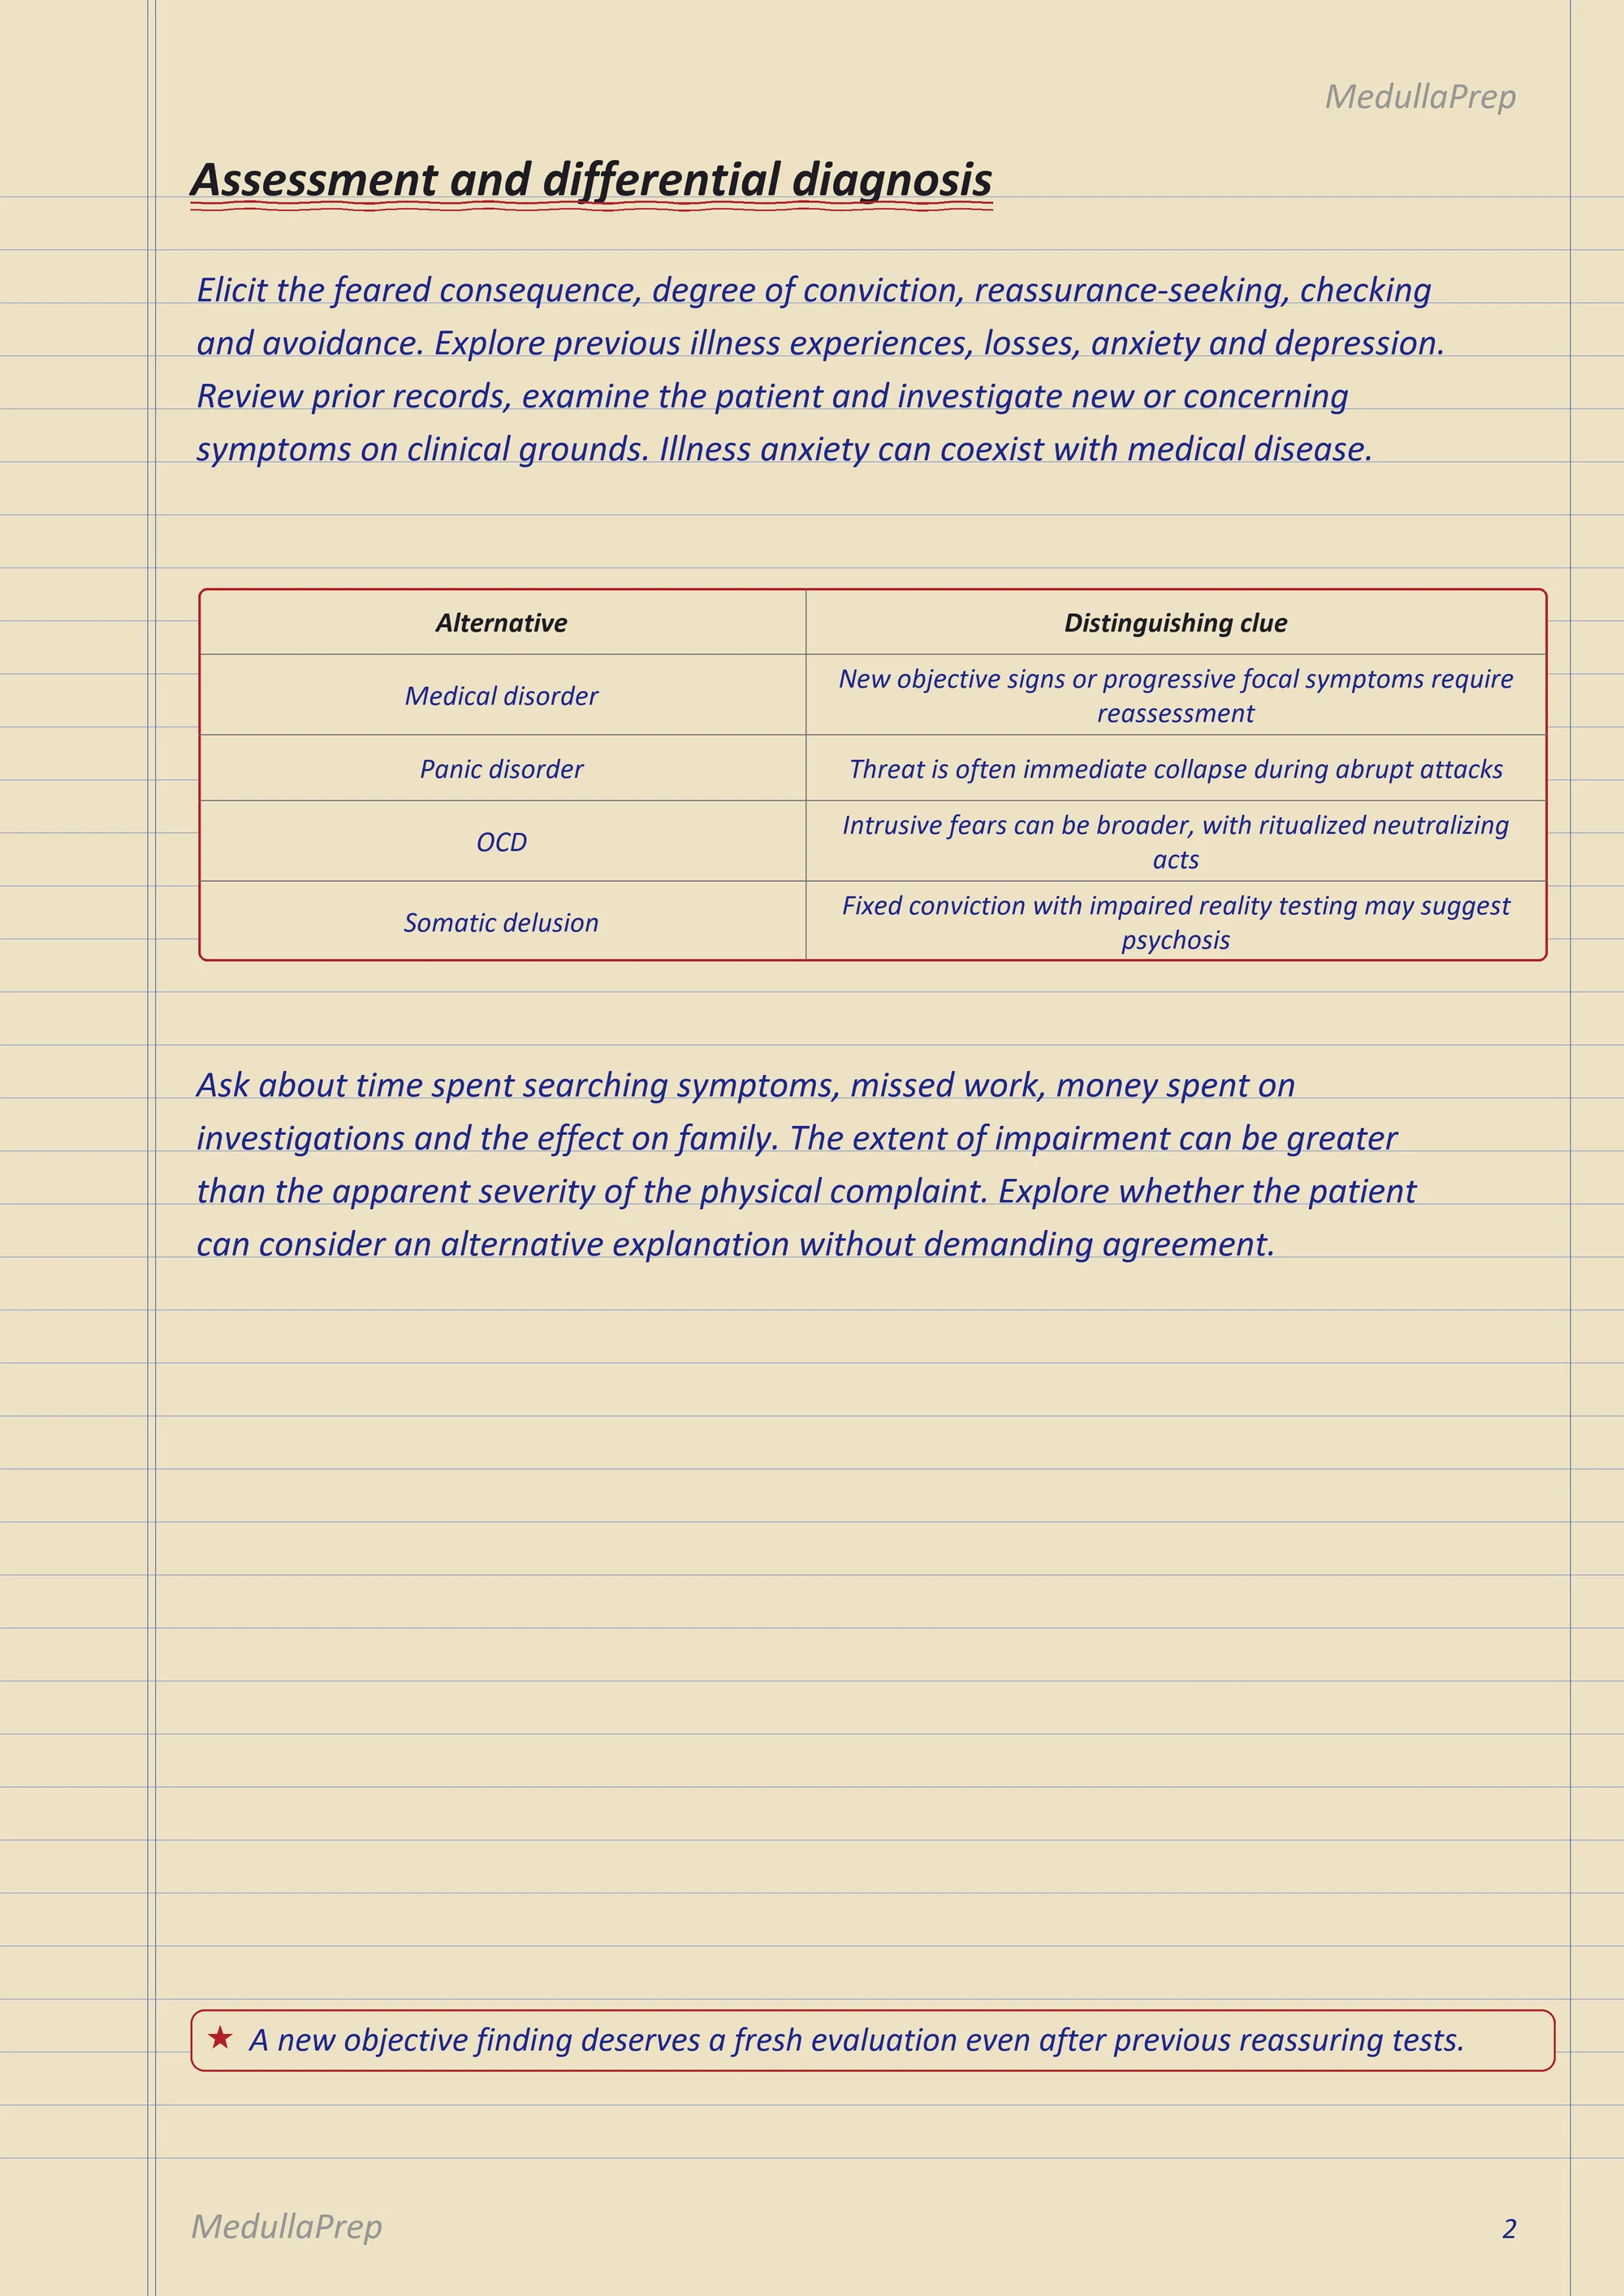 MedullaPrep
Assessment and differential diagnosis
Elicit the feared consequence, degree of conviction, reassurance-seeking, checking
and avoidance. Explore previous illness experiences, losses, anxiety and depression.
Review prior records, examine the patient and investigate new or concerning
symptoms on clinical grounds. Illness anxiety can coexist with medical disease.
Alternative Distinguishing clue
Medical disorder New objective signs or progressive focal symptoms require
reassessment
Panic disorder Threat is often immediate collapse during abrupt attacks
OCD Intrusive fears can be broader, with ritualized neutralizing
acts
Somatic delusion Fixed conviction with impaired reality testing may suggest
psychosis
Ask about time spent searching symptoms, missed work, money spent on
investigations and the effect on family. The extent of impairment can be greater
than the apparent severity of the physical complaint. Explore whether the patient
can consider an alternative explanation without demanding agreement.
★ A new objective finding deserves a fresh evaluation even after previous reassuring tests.
MedullaPrep 2